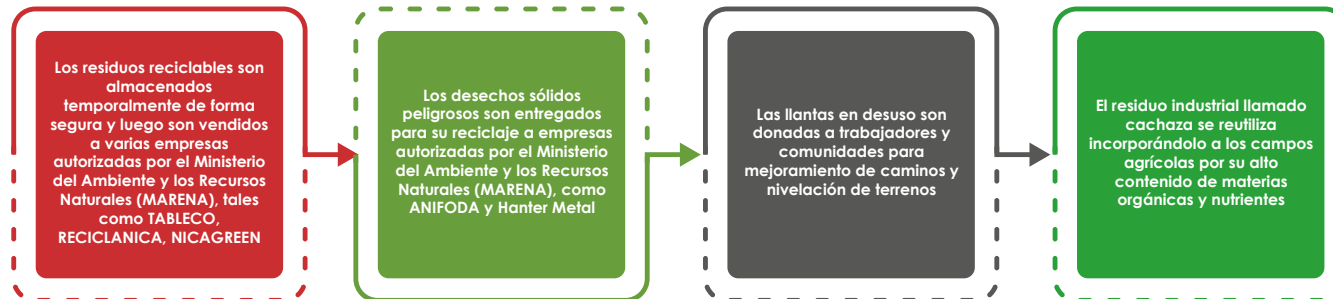 Los residuos reciclables son
almacenados
temporalmente de forma
segura y luego son vendidos
a varias empresas
autorizadas por el Ministerio
del Ambiente y los Recursos
Naturales (MARENA), tales
como TABLECO,
RECICLANICA, NICAGREEN
Los desechos sólidos
peligrosos son entregados
para su reciclaje a empresas
autorizadas por el Ministerio
del Ambiente y los Recursos
Naturales (MARENA), como
ANIFODA y Hanter Metal
Las llantas en desuso son
donadas a trabajadores y
comunidades para
mejoramiento de caminos y
nivelación de terrenos
El residuo industrial llamado
cachaza se reutiliza
incorporándolo a los campos
agrícolas por su alto
contenido de materias
orgánicas y nutrientes